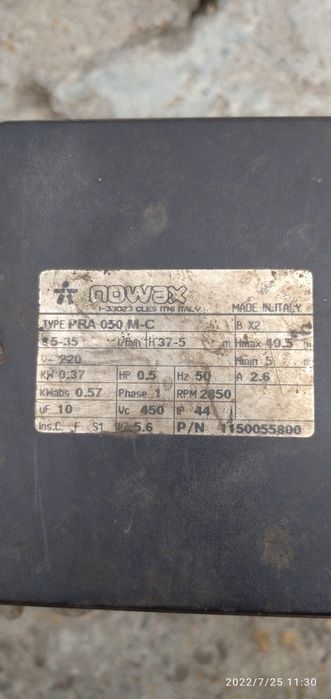 nowax
I-33023 CLES (TN) ITALY MADE IN ITALY
TYPE PRA 050 M-C B X2
5-35 l/min H 37-5 m Hmax 40.5 m
V~ 220 Hmin 5 m
KW 0.37 HP 0.5 Hz 50 A 2.6
KWabs 0.57 Phase 1 RPM 2850
uF 10 Vc 450 IP 44
Ins.C. F S1 5.6 P/N 1150055800
2022/7/25 11:30